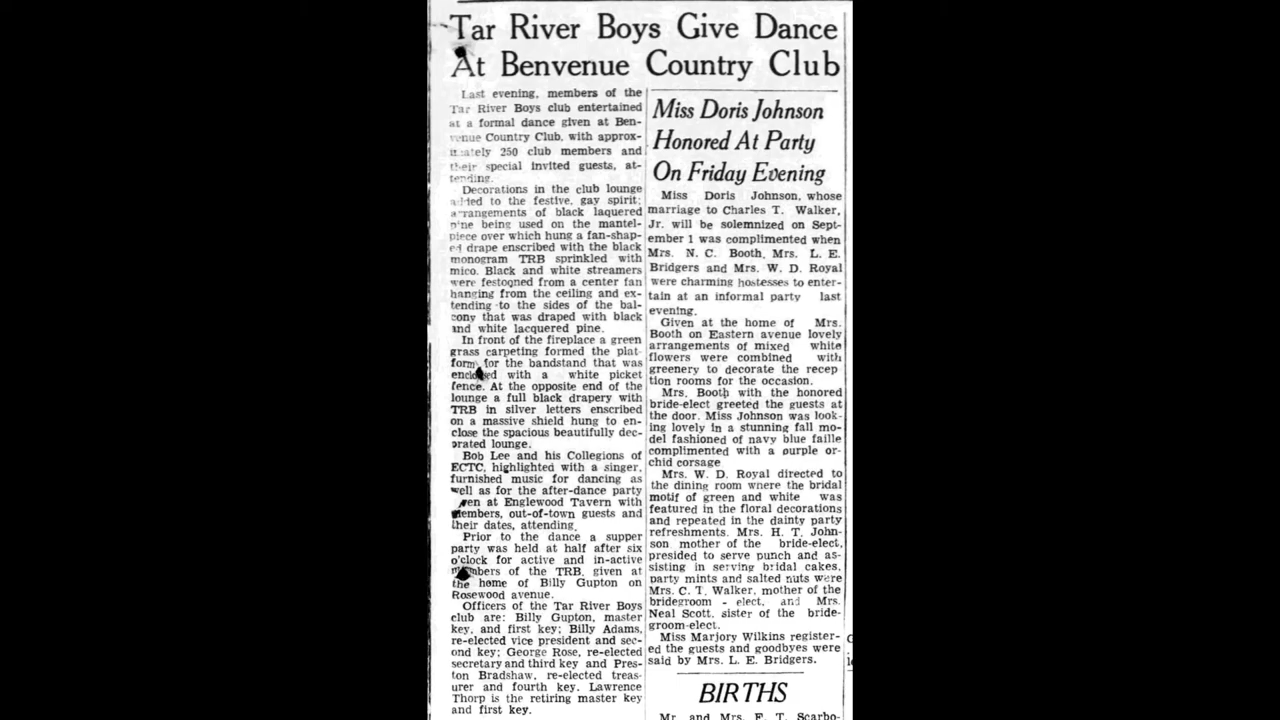 Tar River Boys Give Dance
At Benvenue Country Club
Last evening, members of the
Tar River Boys club entertained
at a formal dance given at Ben-
venue Country Club, with approx-
imately 250 club members and
their special invited guests, at-
tending.
Decorations in the club lounge
added to the festive, gay spirit;
arrangements of black laquered
pine being used on the mantel-
piece over which hung a fan-shap-
ed drape enscribed with the black
monogram TRB sprinkled with
mico. Black and white streamers
were festooned from a center fan
hanging from the ceiling and ex-
tending to the sides of the bal-
cony that was draped with black
and white lacquered pine.
In front of the fireplace a green
grass carpeting formed the plat-
form for the bandstand that was
enclosed with a white picket
fence. At the opposite end of the
lounge a full black drapery with
TRB in silver letters enscribed
on a massive shield hung to en-
close the spacious beautifully dec-
orated lounge.
Bob Lee and his Collegions of
ECTC, highlighted with a singer,
furnished music for dancing as
well as for the after-dance party
at Englewood Tavern with
members, out-of-town guests and
their dates, attending.
Prior to the dance a supper
party was held at half after six
o'clock for active and in-active
members of the TRB, given at
the home of Billy Gupton on
Rosewood avenue.
Officers of the Tar River Boys
club are: Billy Gupton, master
key, and first key; Billy Adams,
re-elected vice president and sec-
ond key; George Rose, re-elected
secretary and third key and Pres-
ton Bradshaw, re-elected treas-
urer and fourth key. Lawrence
Thorp is the retiring master key
and first key.
Miss Doris Johnson
Honored At Party
On Friday Evening
Miss Doris Johnson, whose
marriage to Charles T. Walker,
Jr. will be solemnized on Sept-
ember 1 was complimented when
Mrs. N. C. Booth, Mrs. L. E.
Bridgers and Mrs. W. D. Royal
were charming hostesses to enter-
tain at an informal party last
evening.
Given at the home of Mrs.
Booth on Eastern avenue lovely
arrangements of mixed white
flowers were combined with
greenery to decorate the recep
tion rooms for the occasion.
Mrs. Booth with the honored
bride-elect greeted the guests at
the door. Miss Johnson was look-
ing lovely in a stunning fall mo-
del fashioned of navy blue faille
complimented with a purple or-
chid corsage
Mrs. W. D. Royal directed to
the dining room where the bridal
motif of green and white was
featured in the floral decorations
and repeated in the dainty party
refreshments. Mrs. H. T. John-
son mother of the bride-elect,
presided to serve punch and as-
sisting in serving bridal cakes,
party mints and salted nuts were
Mrs. C. T. Walker, mother of the
bridegroom - elect, and Mrs.
Neal Scott, sister of the bride-
groom-elect.
Miss Marjory Wilkins register-
ed the guests and goodbyes were
said by Mrs. L. E. Bridgers.
BIRTHS
Mr. and Mrs. E. T. Scarbo-